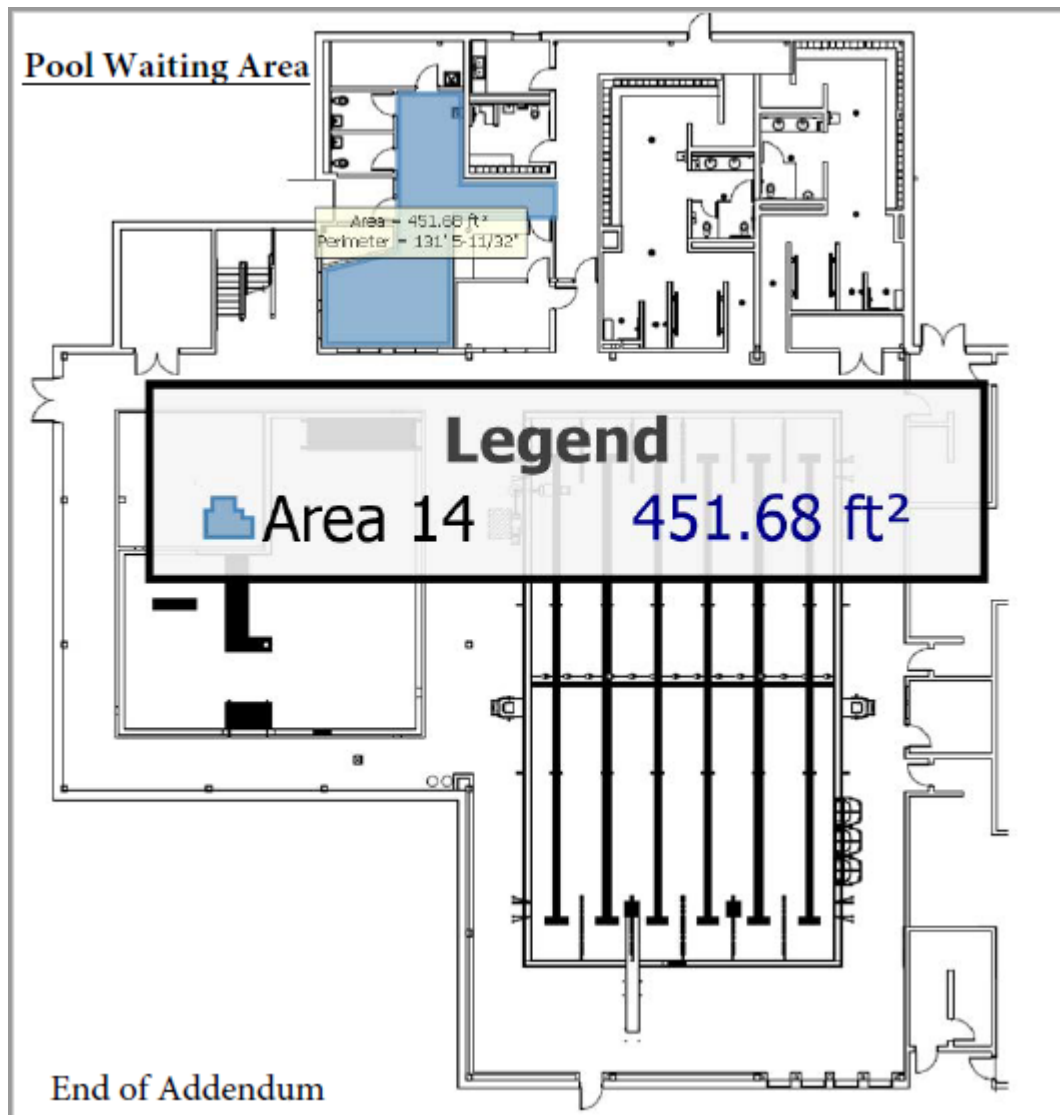 Pool Waiting Area
Area = 451.68 ft²
Perimeter = 131' 5-11/32"
Legend
Area 14 451.68 ft²
End of Addendum